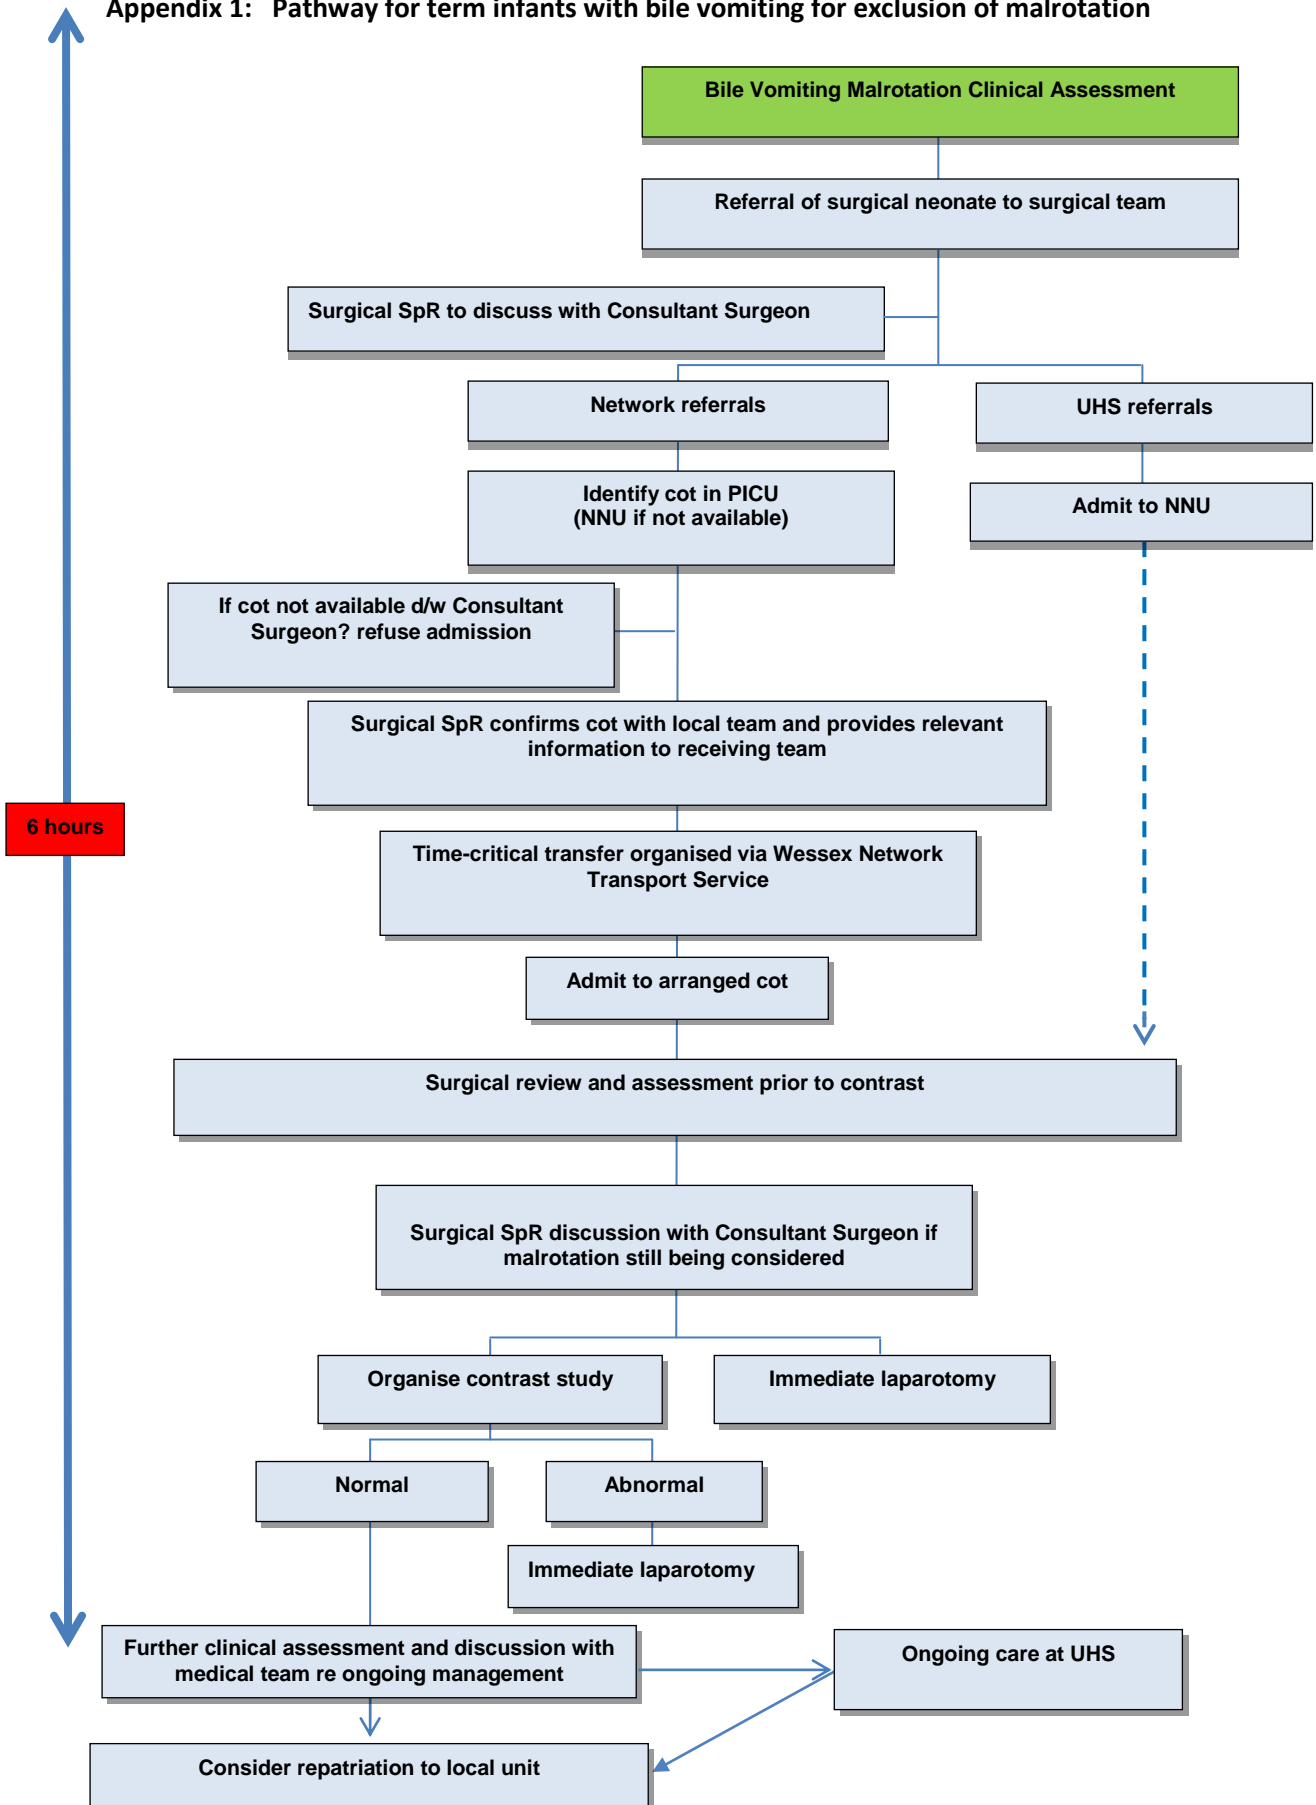 Appendix 1: Pathway for term infants with bile vomiting for exclusion of malrotation
Bile Vomiting Malrotation Clinical Assessment
Referral of surgical neonate to surgical team
Surgical SpR to discuss with Consultant Surgeon
Network referrals
UHS referrals
Identify cot in PICU
(NNU if not available)
Admit to NNU
If cot not available d/w Consultant
Surgeon? refuse admission
Surgical SpR confirms cot with local team and provides relevant
information to receiving team
6 hours
Time-critical transfer organised via Wessex Network
Transport Service
Admit to arranged cot
Surgical review and assessment prior to contrast
Surgical SpR discussion with Consultant Surgeon if
malrotation still being considered
Organise contrast study
Immediate laparotomy
Normal
Abnormal
Immediate laparotomy
Further clinical assessment and discussion with
medical team re ongoing management
Ongoing care at UHS
Consider repatriation to local unit